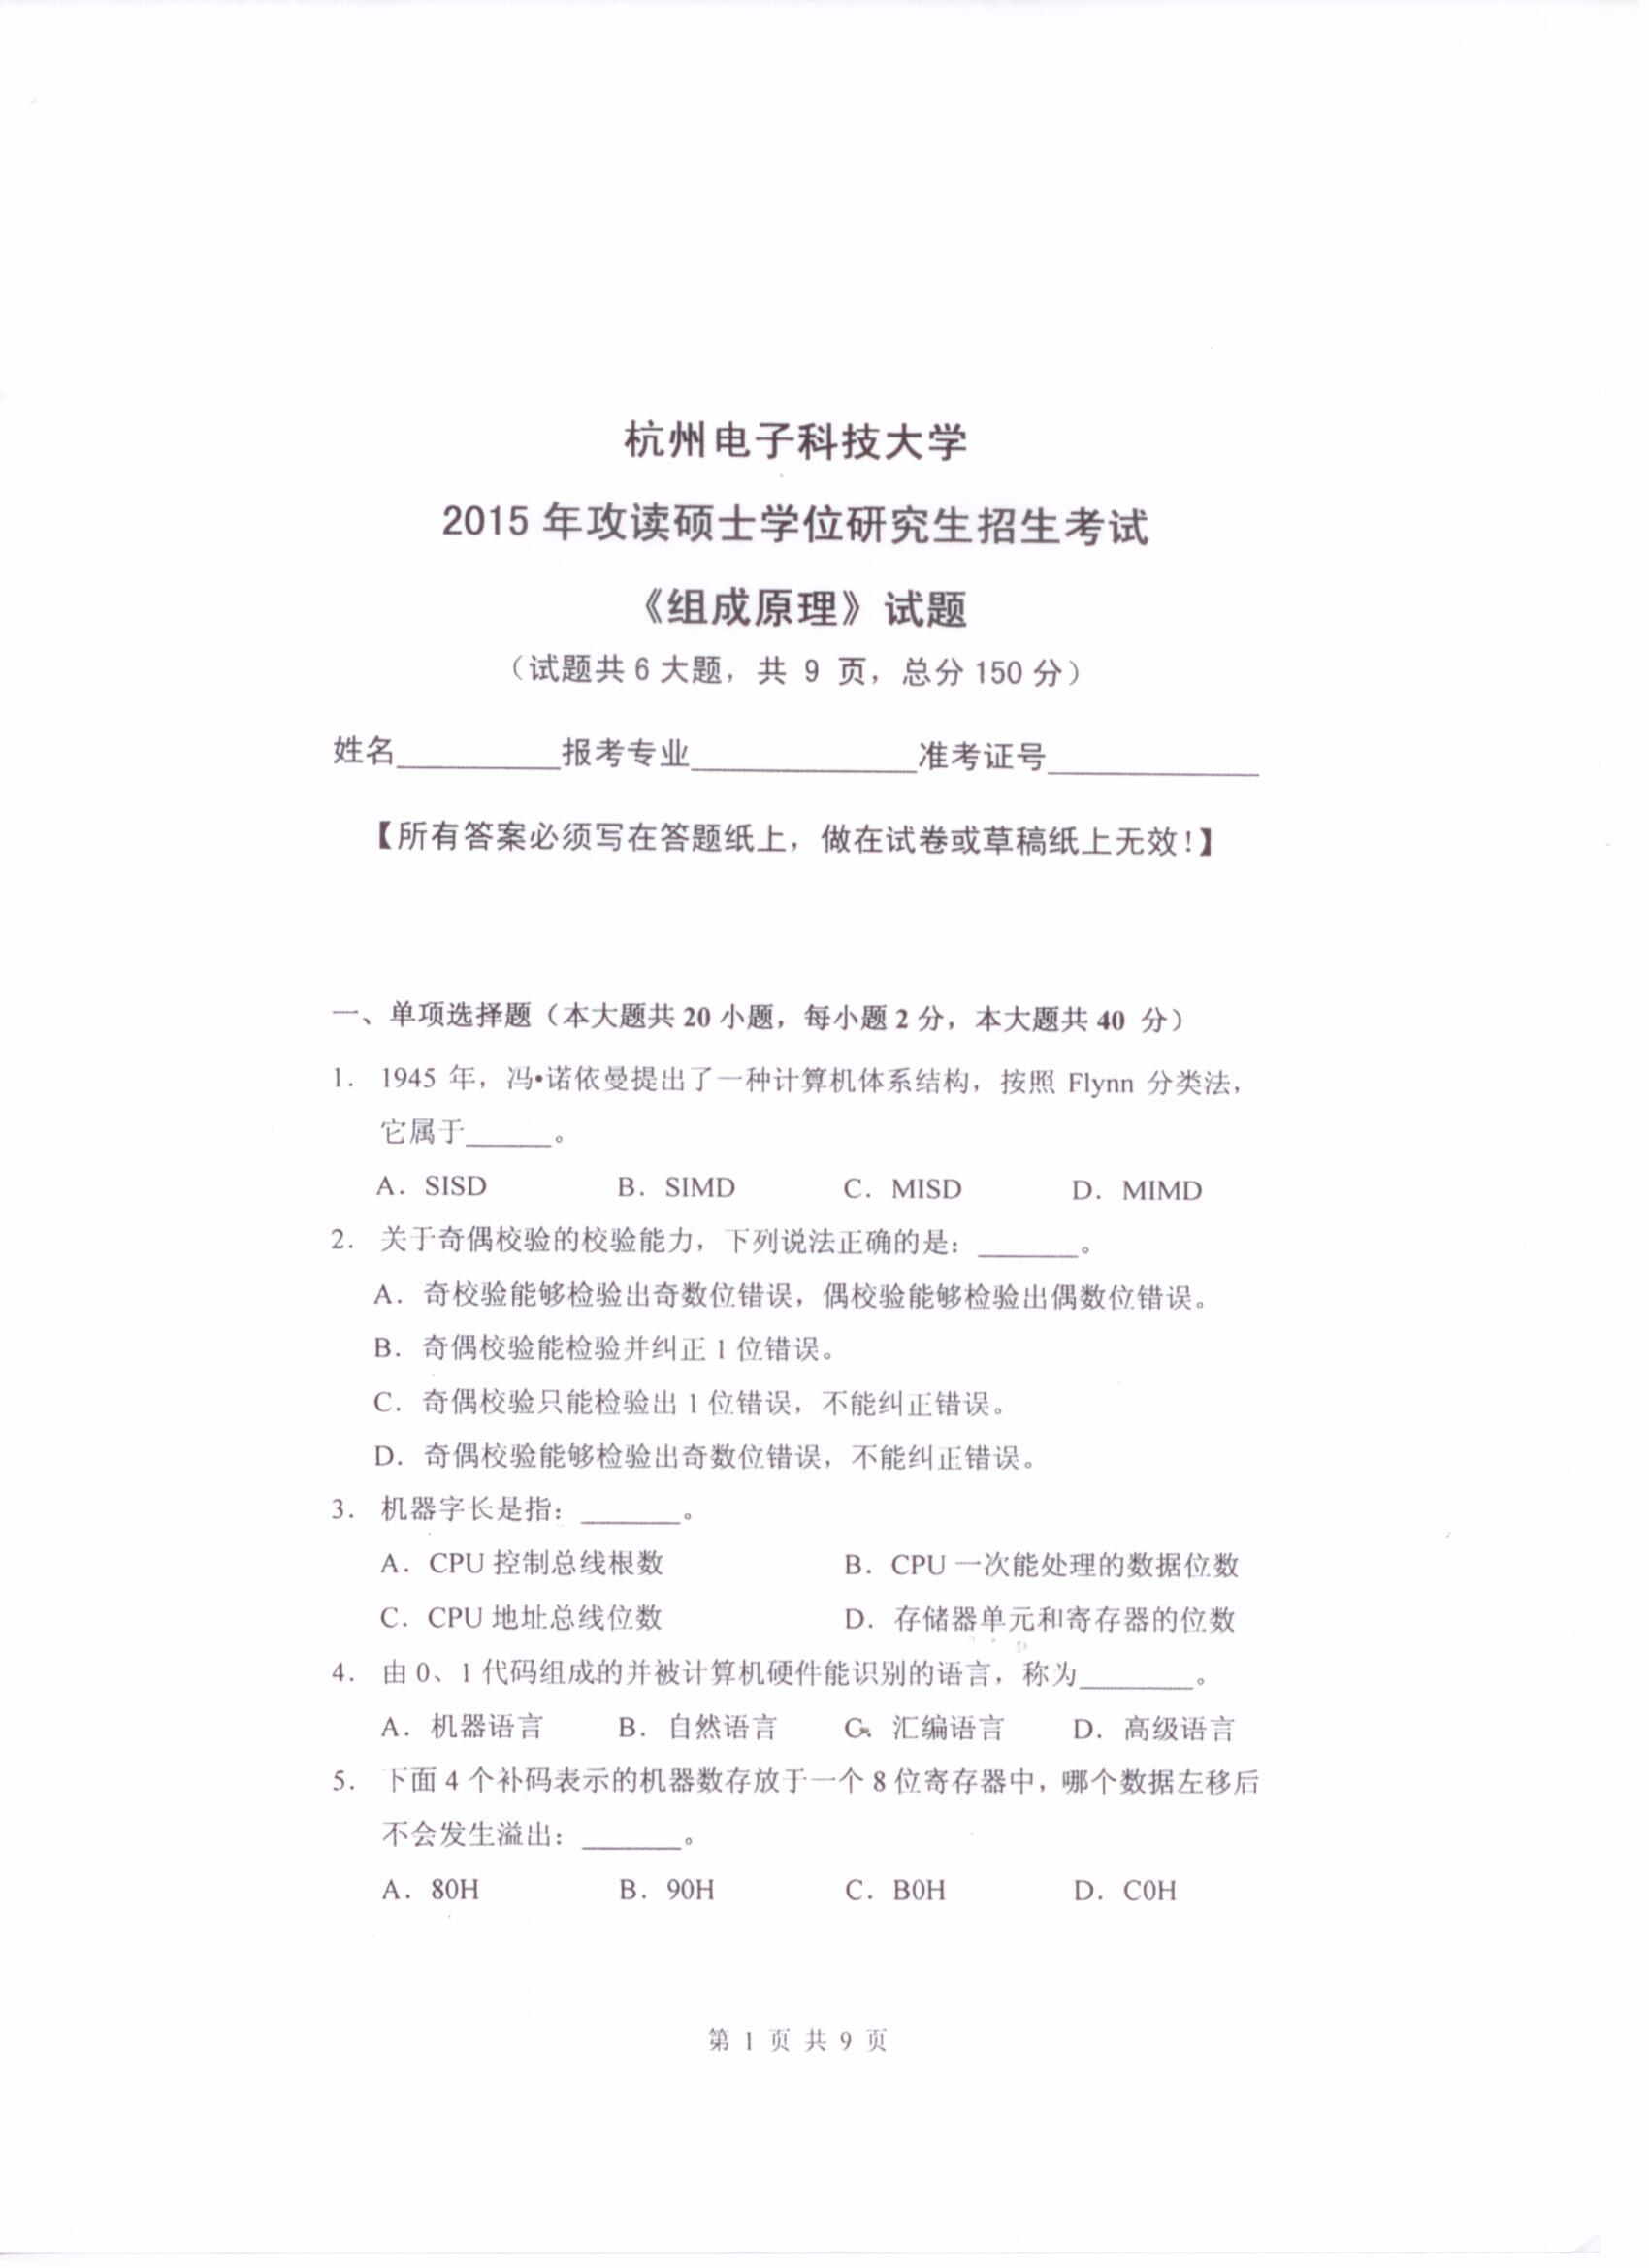 杭州电子科技大学
2015 年攻读硕士学位研究生招生考试
《组成原理》试题
（试题共 6 大题，共 9 页，总分 150 分）
姓名__________报考专业______________准考证号_____________
【所有答案必须写在答题纸上，做在试卷或草稿纸上无效！】
一、单项选择题（本大题共 20 小题，每小题 2 分，本大题共 40 分）
1. 1945 年，冯•诺依曼提出了一种计算机体系结构，按照 Flynn 分类法，
它属于______。
A. SISD B. SIMD C. MISD D. MIMD
2. 关于奇偶校验的校验能力，下列说法正确的是：_______。
A. 奇校验能够检验出奇数位错误，偶校验能够检验出偶数位错误。
B. 奇偶校验能检验并纠正 1 位错误。
C. 奇偶校验只能检验出 1 位错误，不能纠正错误。
D. 奇偶校验能够检验出奇数位错误，不能纠正错误。
3. 机器字长是指：_______。
A. CPU 控制总线根数 B. CPU 一次能处理的数据位数
C. CPU 地址总线位数 D. 存储器单元和寄存器的位数
4. 由 0、1 代码组成的并被计算机硬件能识别的语言，称为________。
A. 机器语言 B. 自然语言 C. 汇编语言 D. 高级语言
5. 下面 4 个补码表示的机器数存放于一个 8 位寄存器中，哪个数据左移后
不会发生溢出：_______。
A. 80H B. 90H C. B0H D. C0H
第 1 页 共 9 页